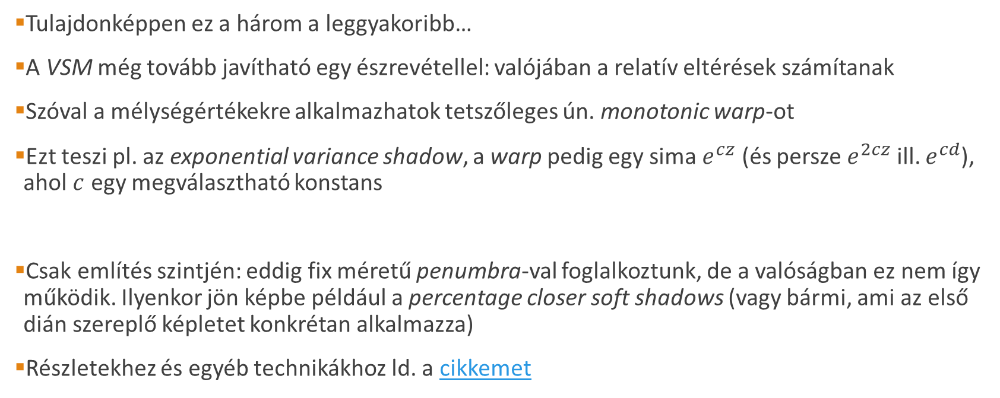 ▪Tulajdonképpen ez a három a leggyakoribb…
▪A VSM még tovább javítható egy észrevétellel: valójában a relatív eltérések számítanak
▪Szóval a mélységértékekre alkalmazhatok tetszőleges ún. monotonic warp-ot
▪Ezt teszi pl. az exponential variance shadow, a warp pedig egy sima $e^{cz}$ (és persze $e^{2cz}$ ill. $e^{cd}$),
ahol $c$ egy megválasztható konstans
▪Csak említés szintjén: eddig fix méretű penumbra-val foglalkoztunk, de a valóságban ez nem így
működik. Ilyenkor jön képbe például a percentage closer soft shadows (vagy bármi, ami az első
dián szereplő képletet konkrétan alkalmazza)
▪Részletekhez és egyéb technikákhoz ld. a cikkemet